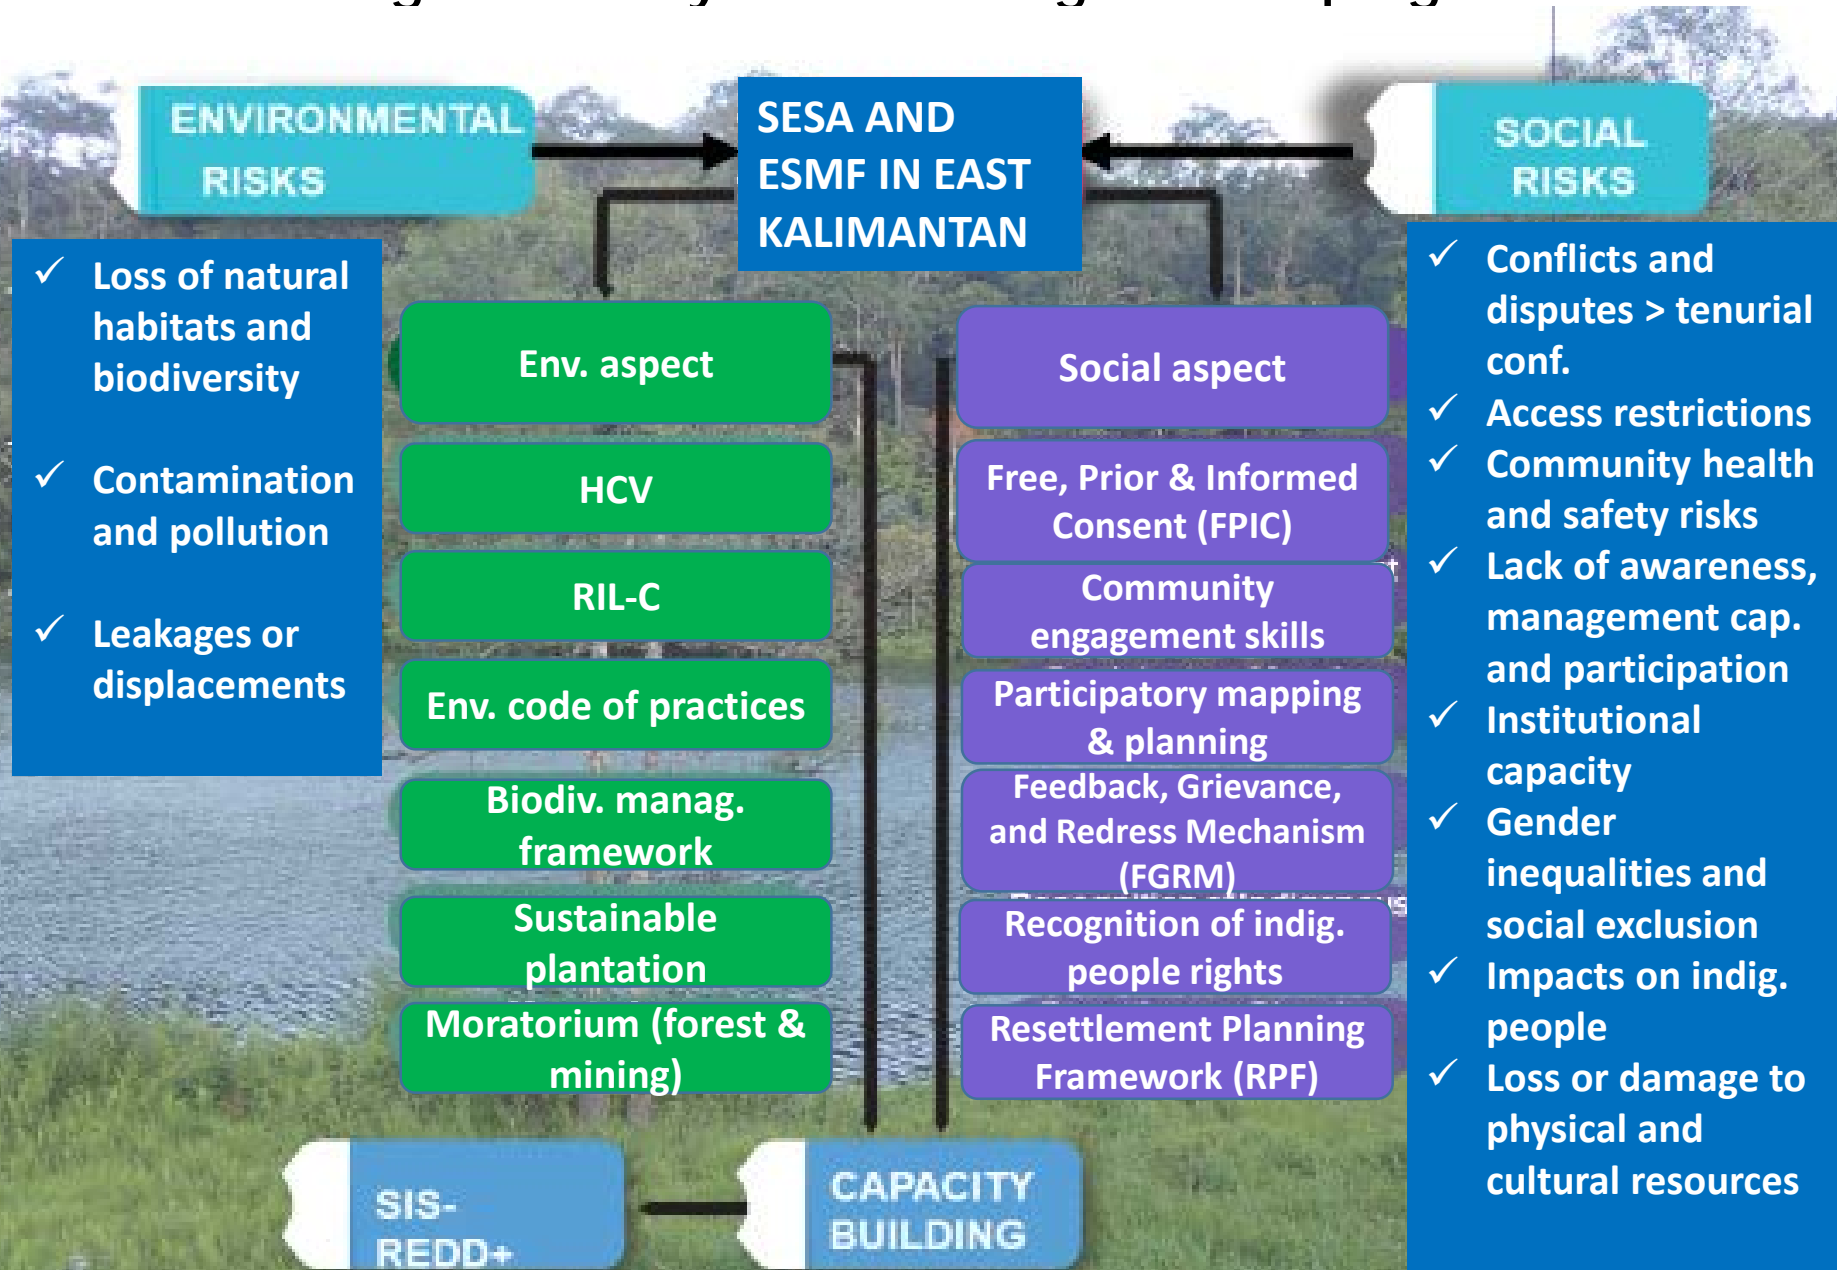 ENVIRONMENTAL
RISKS
SESA AND
ESMF IN EAST
KALIMANTAN
SOCIAL
RISKS
✓ Loss of natural
habitats and
biodiversity
✓ Contamination
and pollution
✓ Leakages or
displacements
Env. aspect
HCV
RIL-C
Env. code of practices
Biodiv. manag.
framework
Sustainable
plantation
Moratorium (forest &
mining)
Social aspect
Free, Prior & Informed
Consent (FPIC)
Community
engagement skills
Participatory mapping
& planning
Feedback, Grievance,
and Redress Mechanism
(FGRM)
Recognition of indig.
people rights
Resettlement Planning
Framework (RPF)
✓ Conflicts and
disputes > tenurial
conf.
✓ Access restrictions
✓ Community health
and safety risks
✓ Lack of awareness,
management cap.
and participation
✓ Institutional
capacity
✓ Gender
inequalities and
social exclusion
✓ Impacts on indig.
people
✓ Loss or damage to
physical and
cultural resources
SIS-
REDD+
CAPACITY
BUILDING